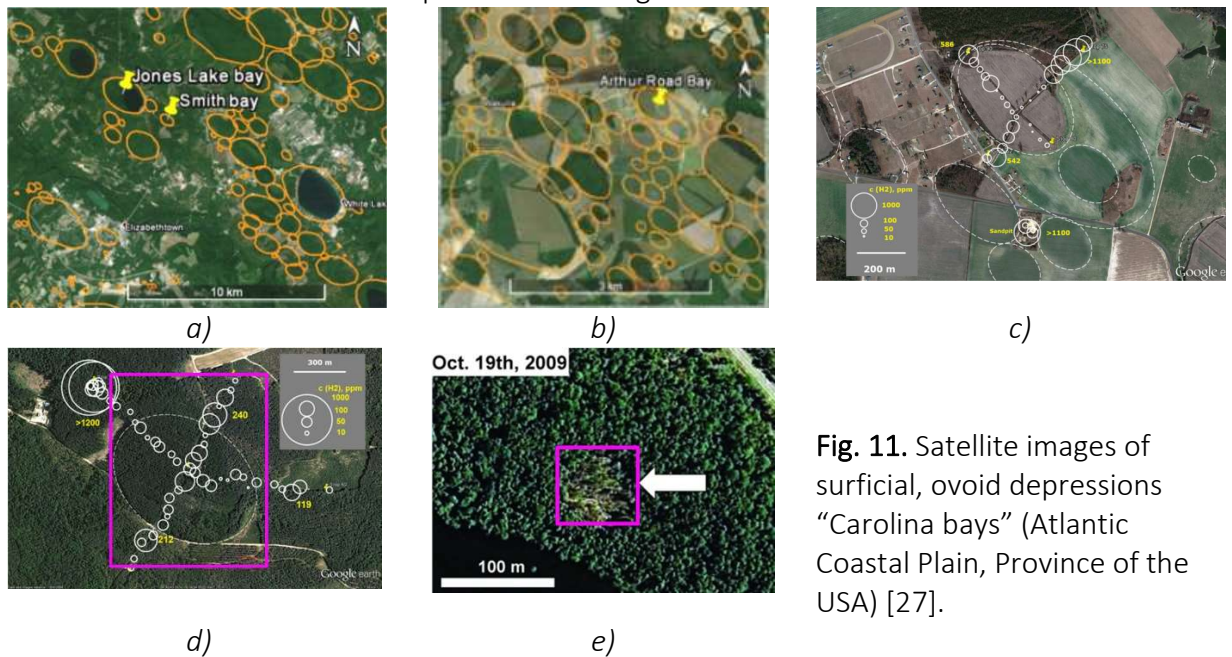 N
Jones Lake bay
Smith bay
White Lak
Elizabethtown
10 km
a)
Arthur Road Bay
N
3 km
b)
586
>1100
542
c (H2), ppm
1000
100
50
10
200 m
Sandpit
>1100
Google e
c)
>1200
240
300 m
c (H2), ppm
1000
100
50
10
119
212
Google earth
d)
Oct. 19th, 2009
100 m
e)
Fig. 11. Satellite images of
surficial, ovoid depressions
“Carolina bays” (Atlantic
Coastal Plain, Province of the
USA) [27].